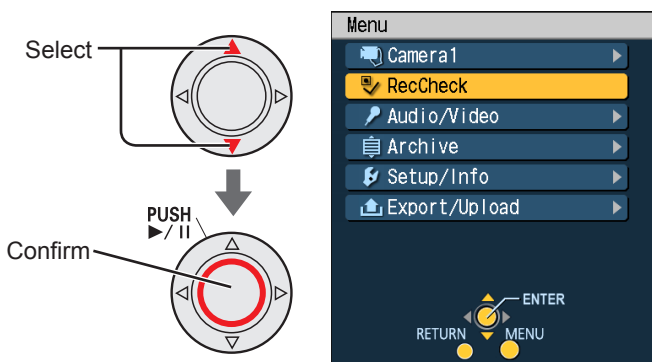 Select
PUSH
▶/II
Confirm
Menu
Camera1
RecCheck
Audio/Video
Archive
Setup/Info
Export/Upload
ENTER
RETURN
MENU